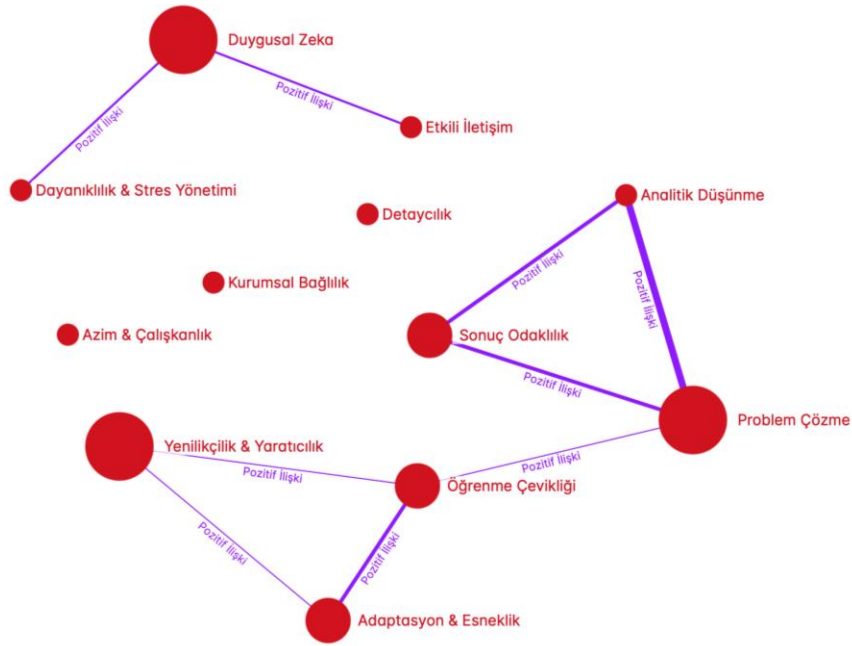 Duygusal Zeka
Pozitif İlişki
Pozitif İlişki
Etkili İletişim
Dayanıklılık & Stres Yönetimi
Analitik Düşünme
Detaycılık
Pozitif İlişki
Pozitif İlişki
Kurumsal Bağlılık
Azim & Çalışkanlık
Sonuç Odaklılık
Pozitif İlişki
Problem Çözme
Yenilikçilik & Yaratıcılık
Pozitif İlişki
Pozitif İlişki
Öğrenme Çevikliği
Pozitif İlişki
Pozitif İlişki
Adaptasyon & Esneklik